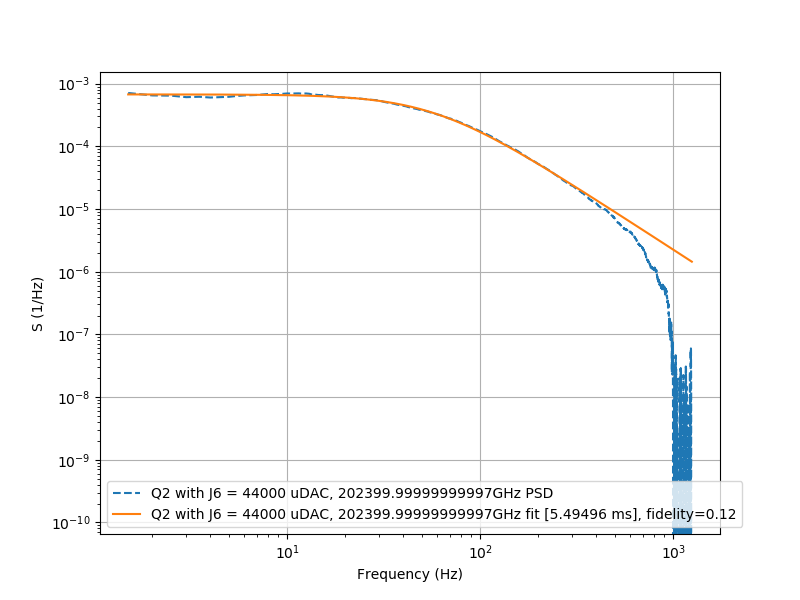 10⁻³
10⁻⁴
10⁻⁵
10⁻⁶
10⁻⁷
10⁻⁸
10⁻⁹
10⁻¹⁰
S (1/Hz)
Q2 with J6 = 44000 uDAC, 202399.99999999997GHz PSD
Q2 with J6 = 44000 uDAC, 202399.99999999997GHz fit [5.49496 ms], fidelity=0.12
10¹ 10² 10³
Frequency (Hz)